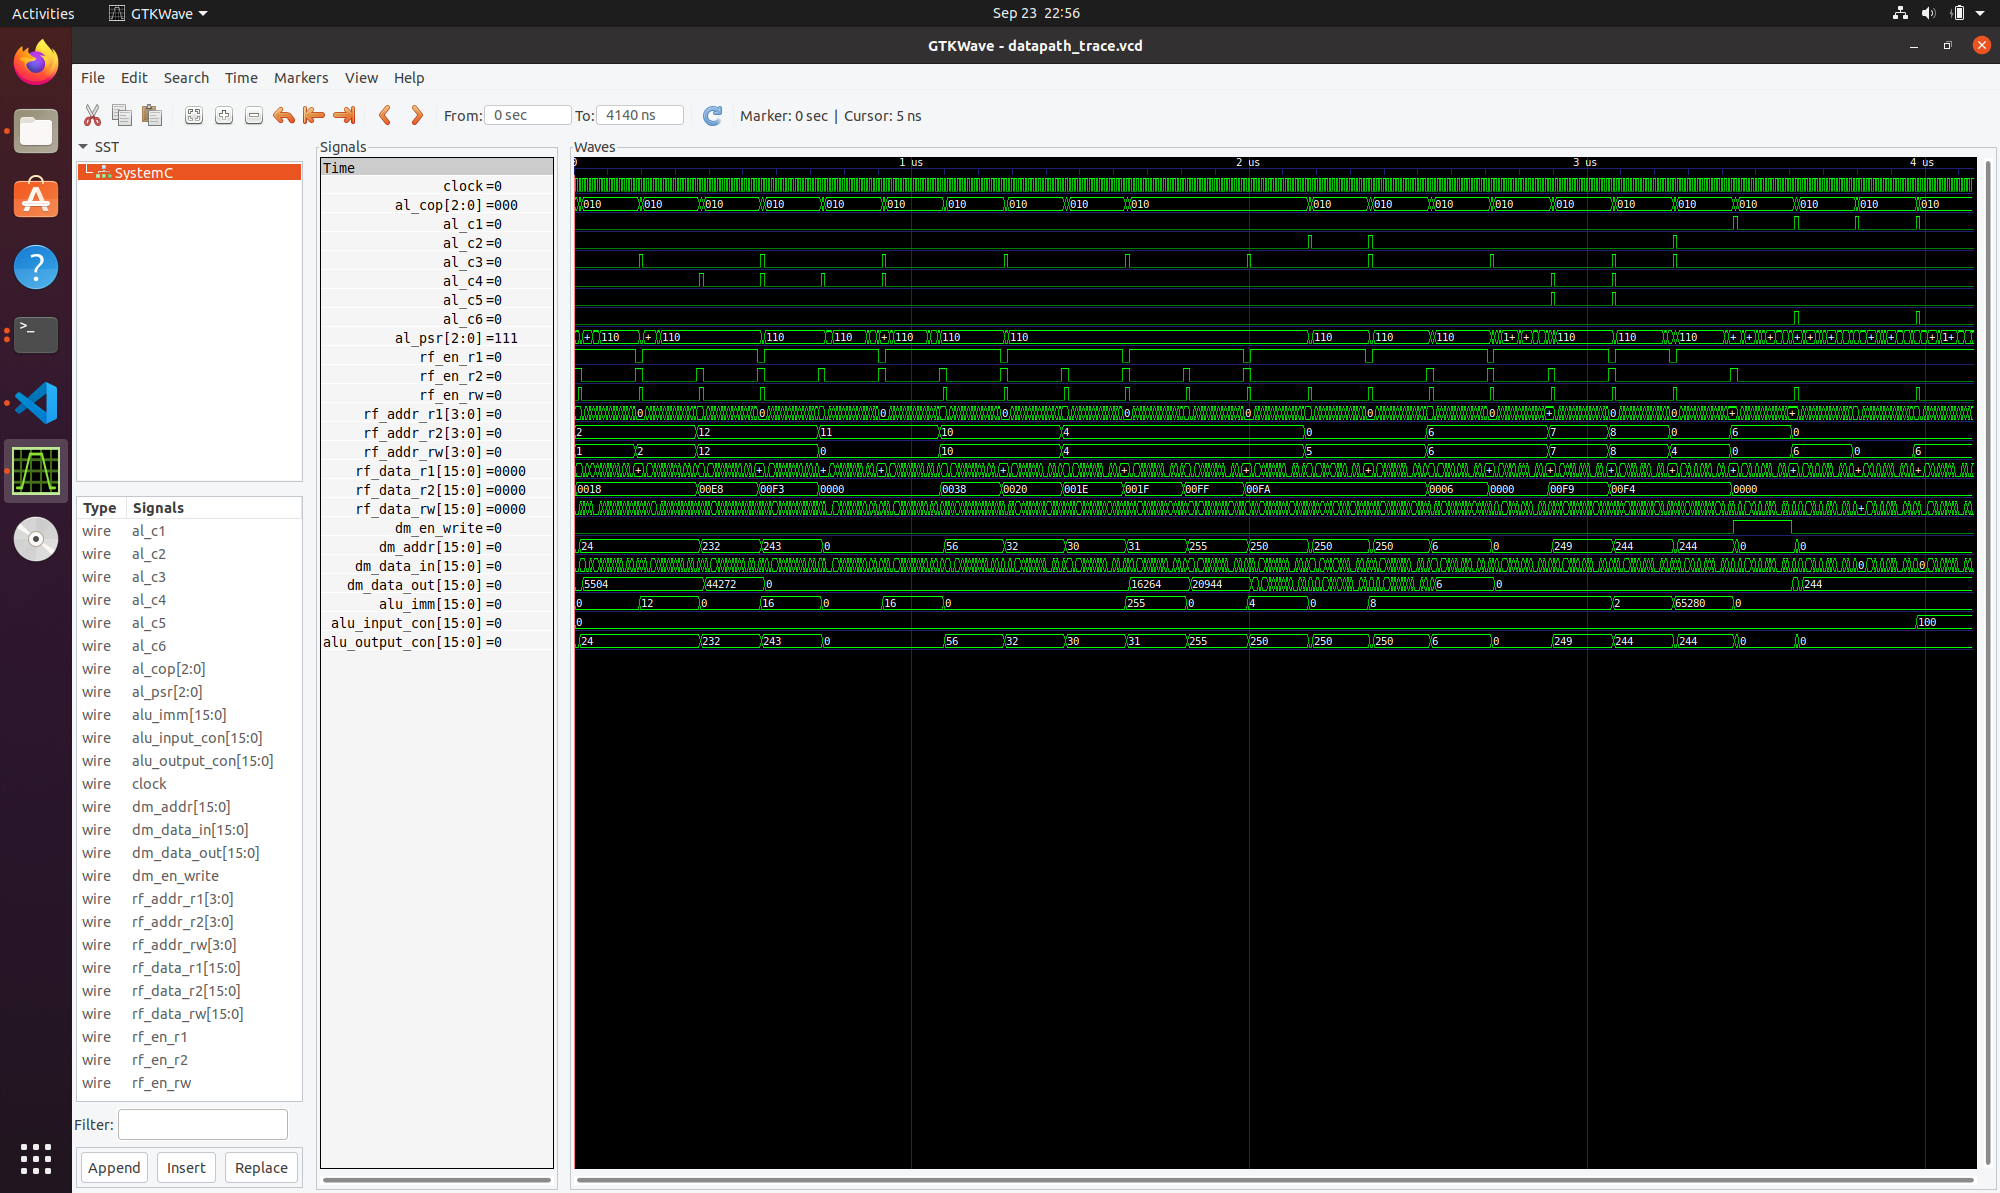 Activities GTKWave Sep 23 22:56
GTKWave - datapath_trace.vcd
File Edit Search Time Markers View Help
From: 0 sec To: 4140 ns Marker: 0 sec | Cursor: 5 ns
SST
SystemC
Type Signals
wire al_c1
wire al_c2
wire al_c3
wire al_c4
wire al_c5
wire al_c6
wire al_cop[2:0]
wire al_psr[2:0]
wire alu_imm[15:0]
wire alu_input_con[15:0]
wire alu_output_con[15:0]
wire clock
wire dm_addr[15:0]
wire dm_data_in[15:0]
wire dm_data_out[15:0]
wire dm_en_write
wire rf_addr_r1[3:0]
wire rf_addr_r2[3:0]
wire rf_addr_rw[3:0]
wire rf_data_r1[15:0]
wire rf_data_r2[15:0]
wire rf_data_rw[15:0]
wire rf_en_r1
wire rf_en_r2
wire rf_en_rw
Filter:
Append Insert Replace
Signals
Time
clock=0
al_cop[2:0]=000
al_c1=0
al_c2=0
al_c3=0
al_c4=0
al_c5=0
al_c6=0
al_psr[2:0]=111
rf_en_r1=0
rf_en_r2=0
rf_en_rw=0
rf_addr_r1[3:0]=0
rf_addr_r2[3:0]=0
rf_addr_rw[3:0]=0
rf_data_r1[15:0]=0000
rf_data_r2[15:0]=0000
rf_data_rw[15:0]=0000
dm_en_write=0
dm_addr[15:0]=0
dm_data_in[15:0]=0
dm_data_out[15:0]=0
alu_imm[15:0]=0
alu_input_con[15:0]=0
alu_output_con[15:0]=0
Waves
0 1 us 2 us 3 us 4 us
010 010 010 010 010 010 010 010 010 010 010 010 010 010 010 010 010 010 010 010 010
+ 110 + 110 110 110 + 110 110 110 110 110 110 1+ + 110 110 110 + + + + + + + + + + 1+
0 0 0 0 0 0 0 0 + 0 0 + +
2 12 11 10 4 0 6 7 8 0 6 0
1 2 12 0 10 4 5 6 7 8 4 0 6 0 6
+ + + + + + + + + + + + + + + +
0018 00E8 00F3 0000 0038 0020 001E 001F 00FF 00FA 0006 0000 00F9 00F4 0000
+
24 232 243 0 56 32 30 31 255 250 250 250 6 0 249 244 244 0 0
0 0
5504 44272 0 16264 20944 6 0 244
0 12 0 16 0 16 0 255 0 4 0 8 2 65280 0
0 100
24 232 243 0 56 32 30 31 255 250 250 250 6 0 249 244 244 0 0